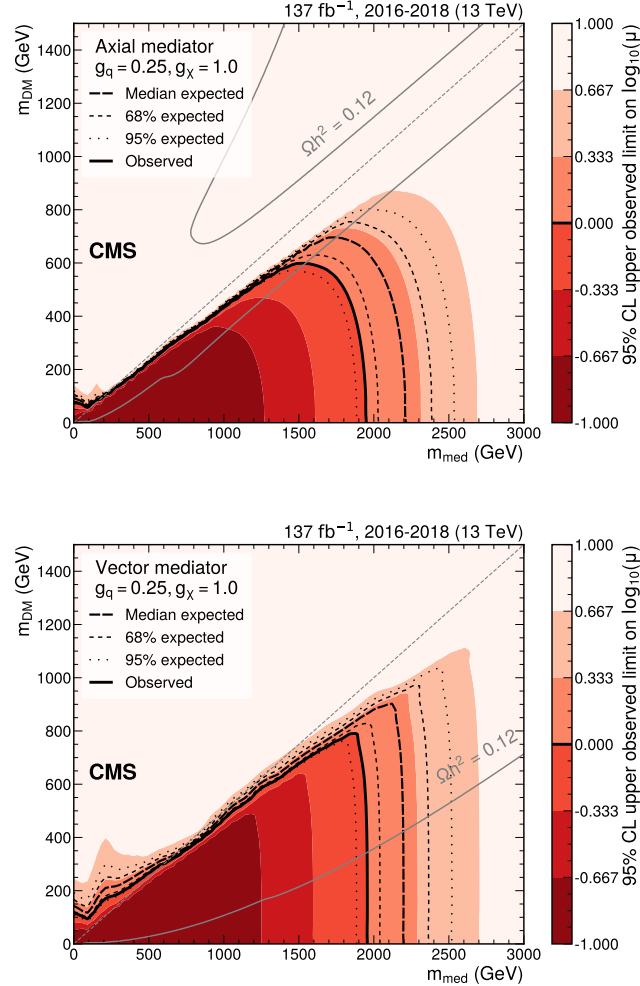 137 fb⁻¹, 2016-2018 (13 TeV)
Axial mediator
g_q = 0.25, g_χ = 1.0
Median expected
68% expected
95% expected
Observed
CMS
Ωh² = 0.12
m_DM (GeV)
1400
1200
1000
800
600
400
200
0
0 500 1000 1500 2000 2500 3000
m_med (GeV)
1.000
0.667
0.333
0.000
-0.333
-0.667
-1.000
95% CL upper observed limit on log₁₀(μ)
137 fb⁻¹, 2016-2018 (13 TeV)
Vector mediator
g_q = 0.25, g_χ = 1.0
Median expected
68% expected
95% expected
Observed
CMS
Ωh² = 0.12
m_DM (GeV)
1400
1200
1000
800
600
400
200
0
0 500 1000 1500 2000 2500 3000
m_med (GeV)
1.000
0.667
0.333
0.000
-0.333
-0.667
-1.000
95% CL upper observed limit on log₁₀(μ)